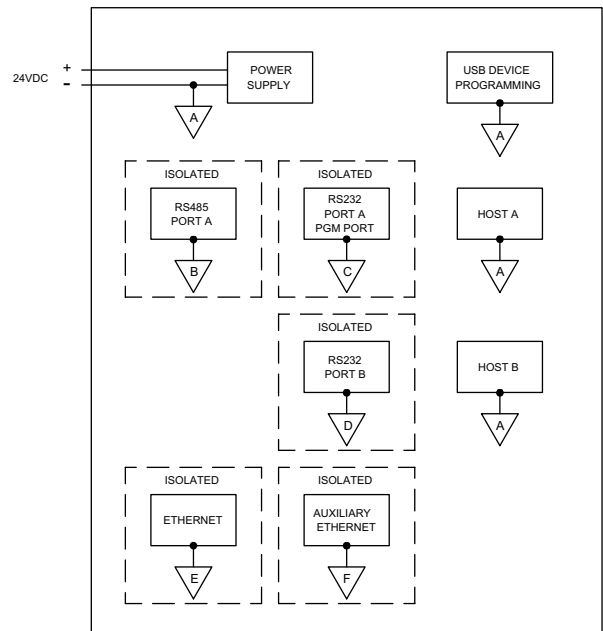 24VDC
+
-
POWER
SUPPLY
A
USB DEVICE
PROGRAMMING
A
ISOLATED
RS485
PORT A
B
ISOLATED
RS232
PORT A
PGM PORT
C
HOST A
A
ISOLATED
RS232
PORT B
D
HOST B
A
ISOLATED
ETHERNET
E
ISOLATED
AUXILIARY
ETHERNET
F